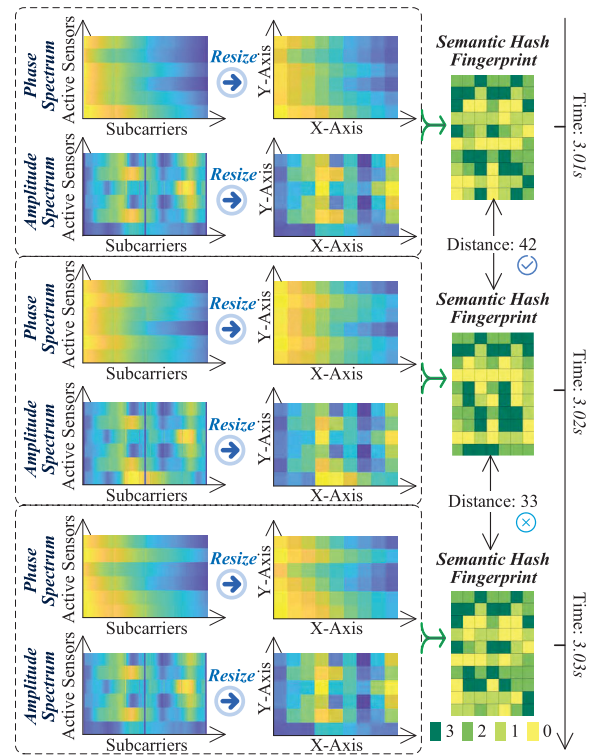 Phase
Spectrum
Active Sensors
Subcarriers
Resize
Y-Axis
X-Axis
Amplitude
Spectrum
Active Sensors
Subcarriers
Resize
Y-Axis
X-Axis
Semantic Hash
Fingerprint
Time: 3.01s
Distance: 42
Phase
Spectrum
Active Sensors
Subcarriers
Resize
Y-Axis
X-Axis
Amplitude
Spectrum
Active Sensors
Subcarriers
Resize
Y-Axis
X-Axis
Semantic Hash
Fingerprint
Time: 3.02s
Distance: 33
Phase
Spectrum
Active Sensors
Subcarriers
Resize
Y-Axis
X-Axis
Amplitude
Spectrum
Active Sensors
Subcarriers
Resize
Y-Axis
X-Axis
Semantic Hash
Fingerprint
Time: 3.03s
3 2 1 0